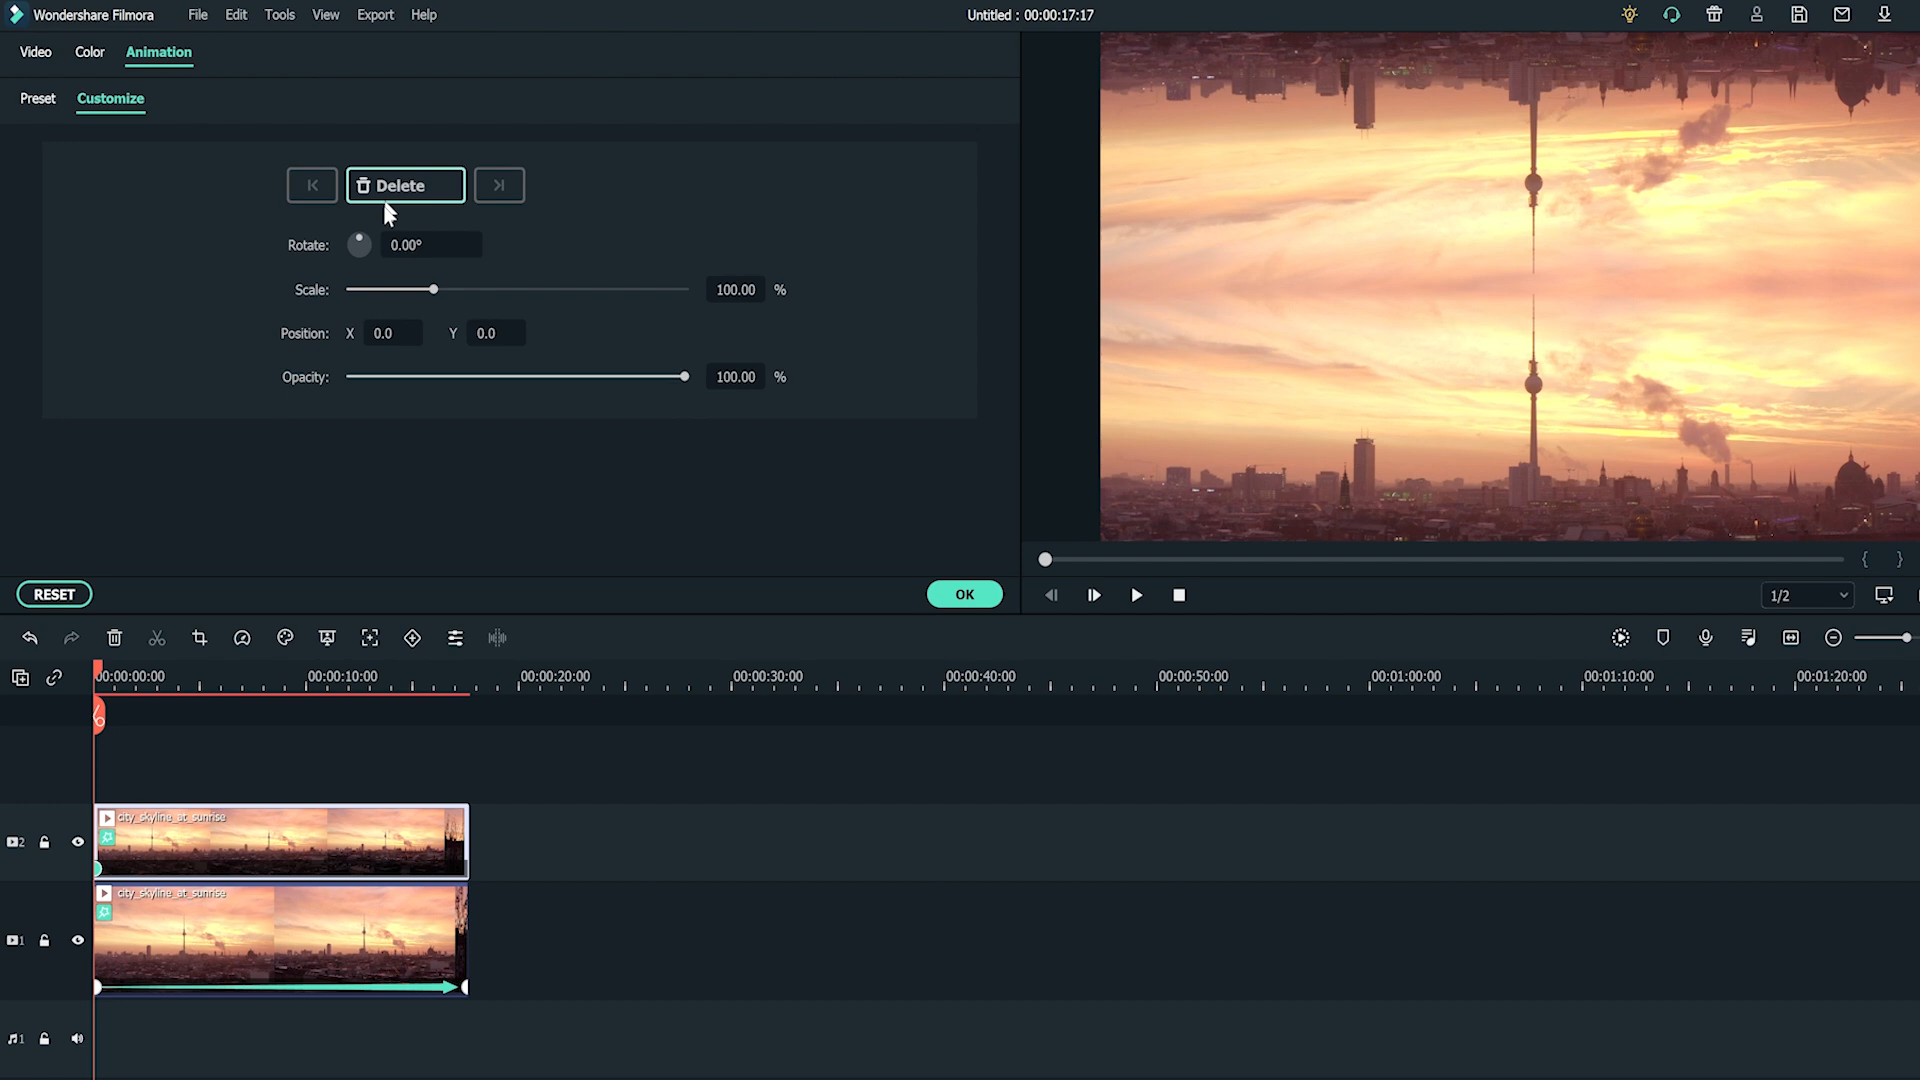 Wondershare Filmora File Edit Tools View Export Help Untitled : 00:00:17:17
Video Color Animation
Preset Customize
Delete
Rotate: 0.00°
Scale: 100.00 %
Position: X 0.0 Y 0.0
Opacity: 100.00 %
{ }
RESET OK 1/2
00:00:00:00 00:00:10:00 00:00:20:00 00:00:30:00 00:00:40:00 00:00:50:00 00:01:00:00 00:01:10:00 00:01:20:00
city_skyline_at_sunrise
2
city_skyline_at_sunrise
1
1